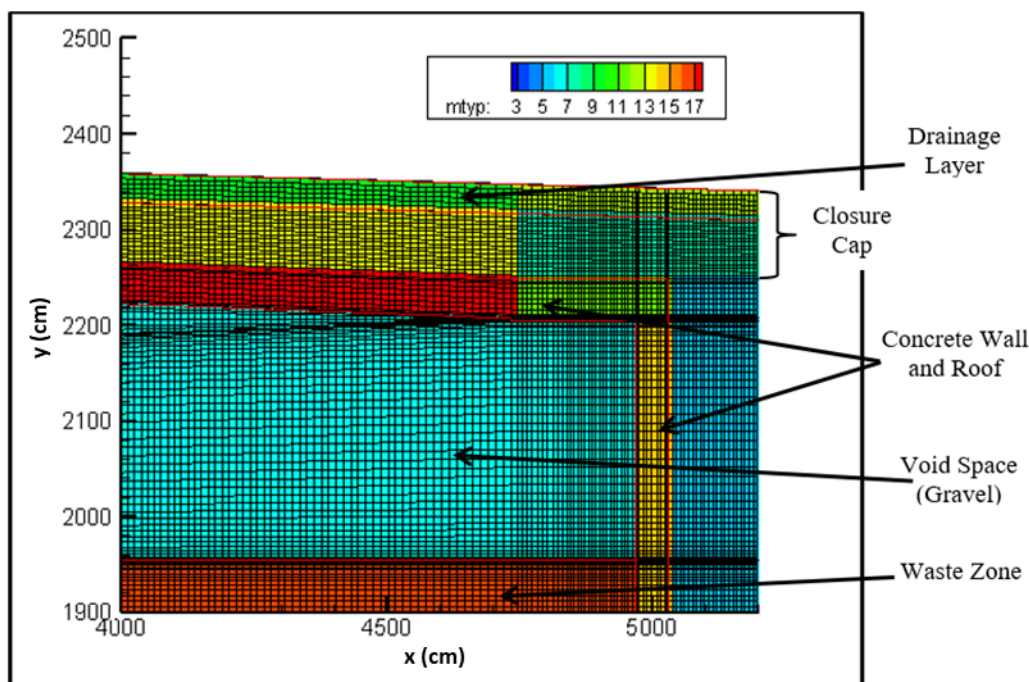 2500
2400
2300
2200
2100
2000
1900
y (cm)
4000
4500
5000
x (cm)
mtyp: 3 5 7 9 11 13 15 17
Drainage
Layer
Closure
Cap
Concrete Wall
and Roof
Void Space
(Gravel)
Waste Zone